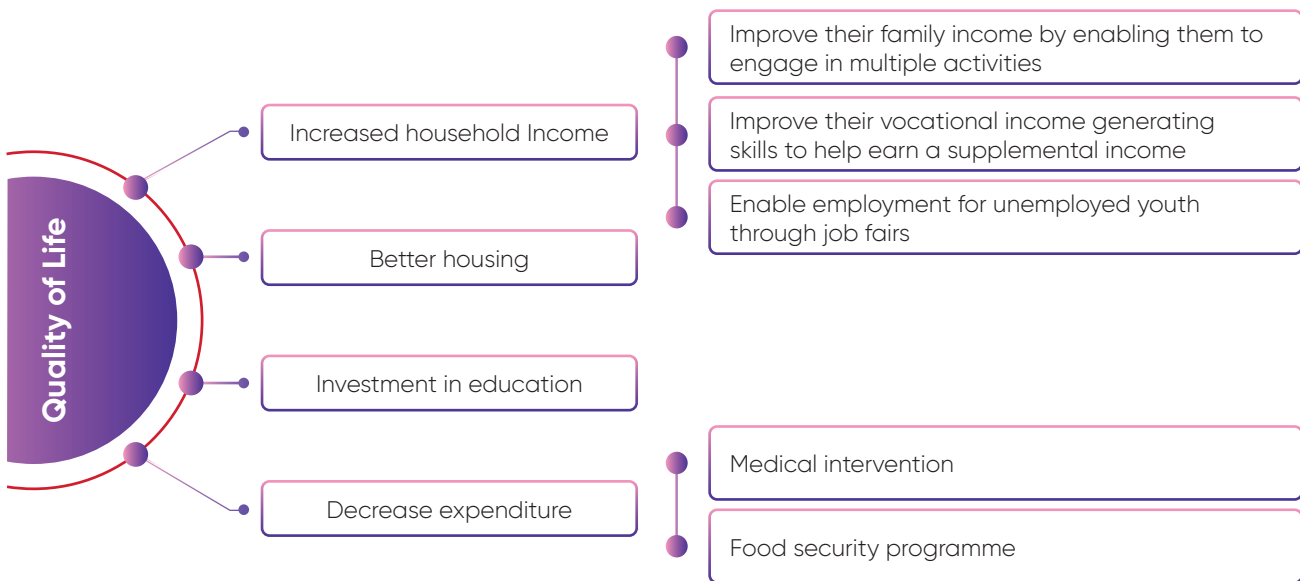 Quality of Life
Increased household Income
Improve their family income by enabling them to
engage in multiple activities
Improve their vocational income generating
skills to help earn a supplemental income
Enable employment for unemployed youth
through job fairs
Better housing
Investment in education
Decrease expenditure
Medical intervention
Food security programme